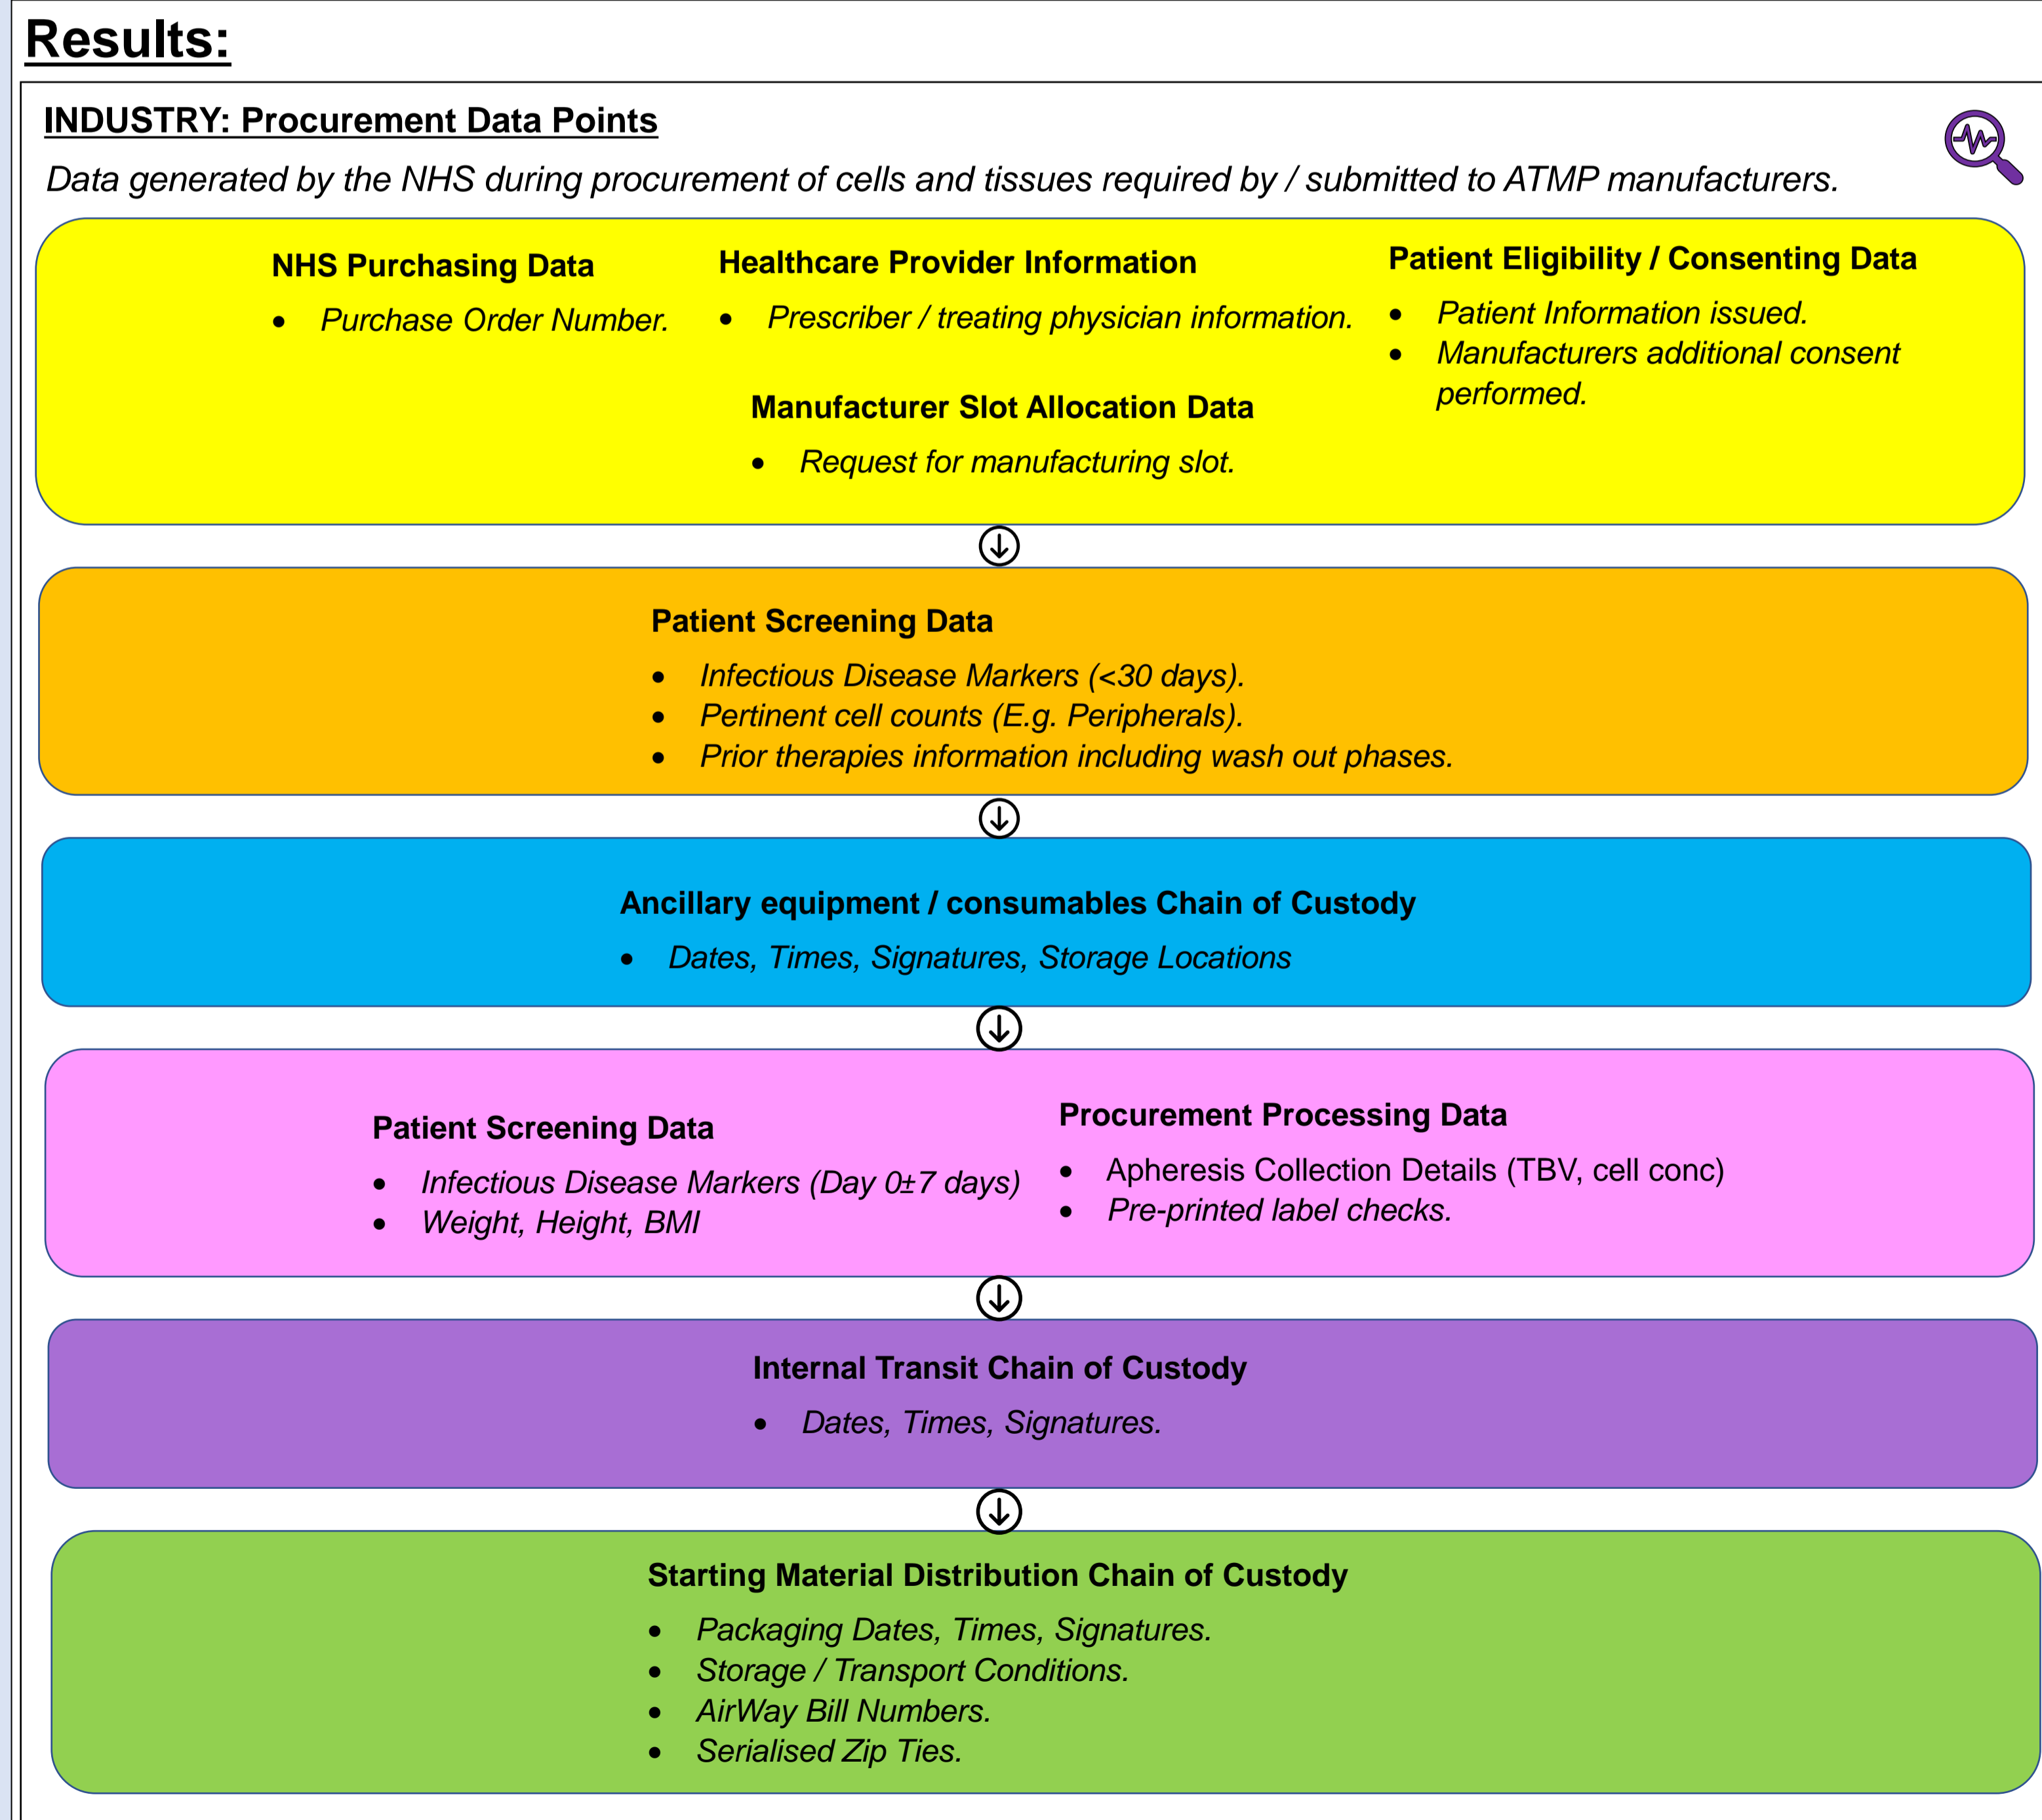 Results:
INDUSTRY: Procurement Data Points
Data generated by the NHS during procurement of cells and tissues required by / submitted to ATMP manufacturers.
NHS Purchasing Data
• Purchase Order Number.
Healthcare Provider Information
• Prescriber / treating physician information.
Patient Eligibility / Consenting Data
• Patient Information issued.
• Manufacturers additional consent
performed.
Manufacturer Slot Allocation Data
• Request for manufacturing slot.
Patient Screening Data
• Infectious Disease Markers (<30 days).
• Pertinent cell counts (E.g. Peripherals).
• Prior therapies information including wash out phases.
Ancillary equipment / consumables Chain of Custody
• Dates, Times, Signatures, Storage Locations
Patient Screening Data
• Infectious Disease Markers (Day 0±7 days)
• Weight, Height, BMI
Procurement Processing Data
• Apheresis Collection Details (TBV, cell conc)
• Pre-printed label checks.
Internal Transit Chain of Custody
• Dates, Times, Signatures.
Starting Material Distribution Chain of Custody
• Packaging Dates, Times, Signatures.
• Storage / Transport Conditions.
• AirWay Bill Numbers.
• Serialised Zip Ties.